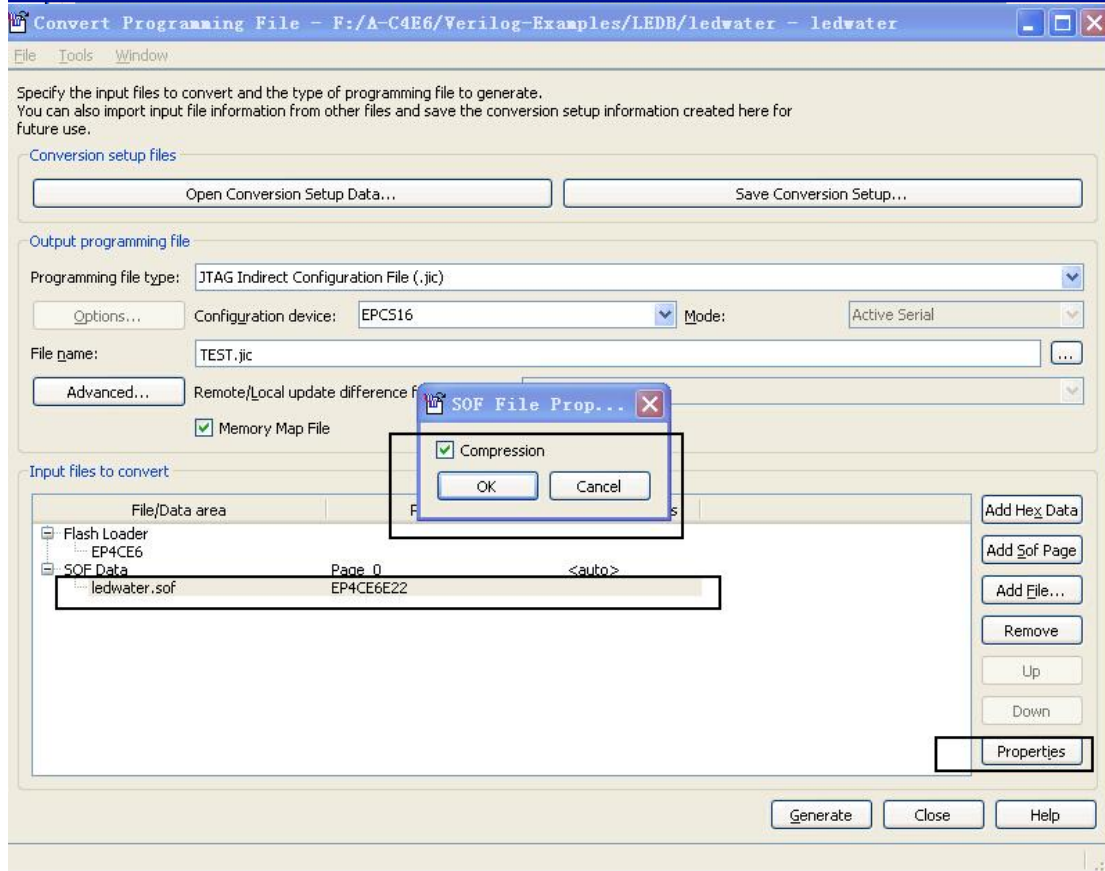 Convert Programming File - F:/A-C4E6/Verilog-Examples/LEDB/ledwater - ledwater
File Tools Window
Specify the input files to convert and the type of programming file to generate.
You can also import input file information from other files and save the conversion setup information created here for
future use.
Conversion setup files
Open Conversion Setup Data... Save Conversion Setup...
Output programming file
Programming file type: JTAG Indirect Configuration File (.jic)
Options... Configuration device: EPCS16 Mode: Active Serial
File name: TEST.jic ...
Advanced... Remote/Local update difference f
SOF File Prop...
Memory Map File
Compression
OK Cancel
Input files to convert
File/Data area
Add Hex Data
Flash Loader
EP4CE6
Add Sof Page
SOF Data Page_0 <auto>
ledwater.sof EP4CE6E22
Add File...
Remove
Up
Down
Properties
Generate Close Help